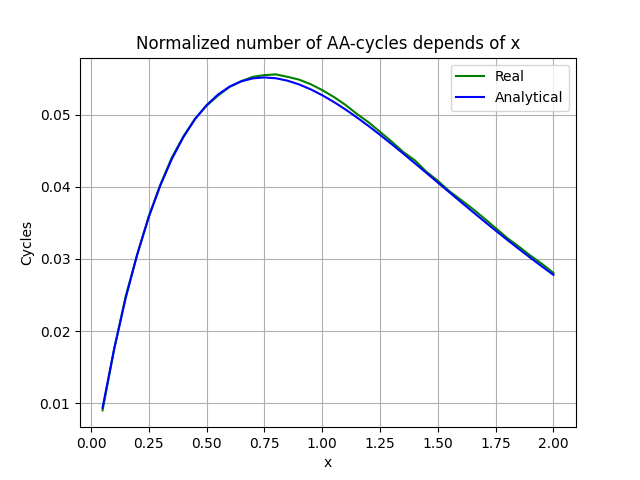 Normalized number of AA-cycles depends of x
Real
Analytical
Cycles
0.05
0.04
0.03
0.02
0.01
0.00 0.25 0.50 0.75 1.00 1.25 1.50 1.75 2.00
x